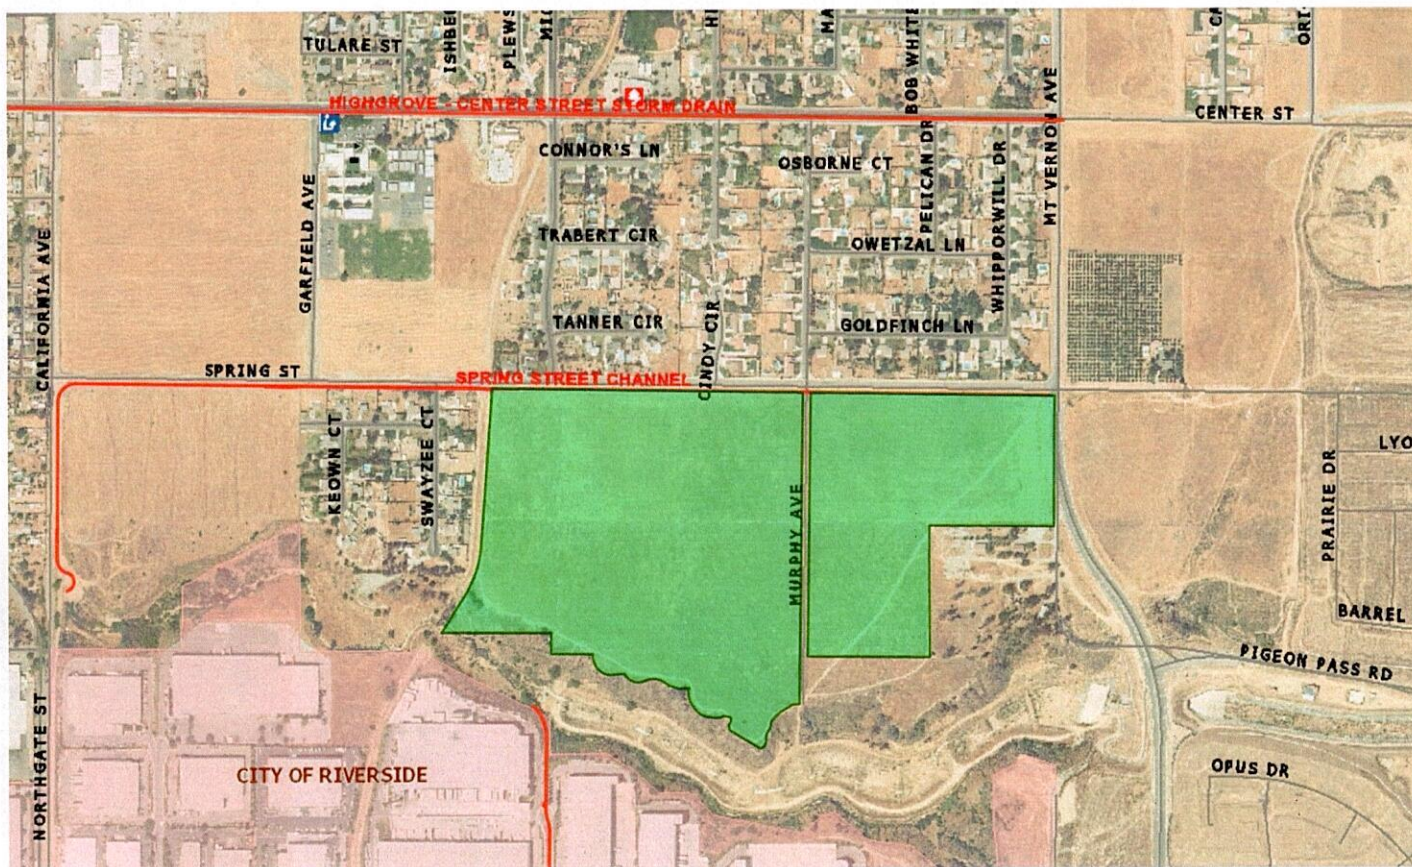 TULARE ST
HIGHGROVE - CENTER STREET STORM DRAIN
BOB WHITE
MT VERNON AVE
CENTER ST
CONNOR'S LN
OSBORNE CT
PELICAN DR
WHIPPORWILL DR
GARFIELD AVE
CALIFORNIA AVE
TRABERT CIR
OWETZAL LN
TANNER CIR
CINDY CIR
GOLDFINCH LN
SPRING ST
SPRING STREET CHANNEL
KEOWN CT
SWAYZEE CT
MURPHY AVE
PRAIRIE DR
LYO
BARREL
PIGEON PASS RD
NORTHGATE ST
CITY OF RIVERSIDE
OPUS DR